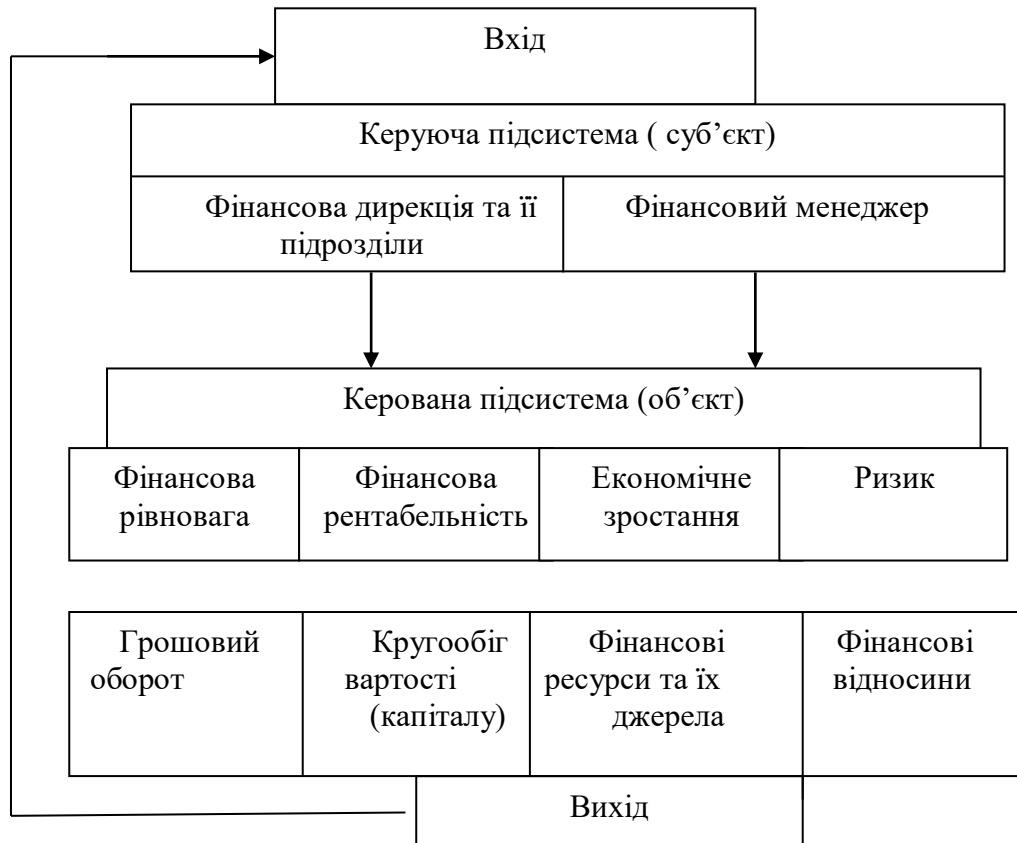 Вхід
Керуюча підсистема ( суб’єкт)
Фінансова дирекція та її
підрозділи
Фінансовий менеджер
Керована підсистема (об’єкт)
Фінансова
рівновага
Фінансова
рентабельність
Економічне
зростання
Ризик
Грошовий
оборот
Кругообіг
вартості
(капіталу)
Фінансові
ресурси та їх
джерела
Фінансові
відносини
Вихід